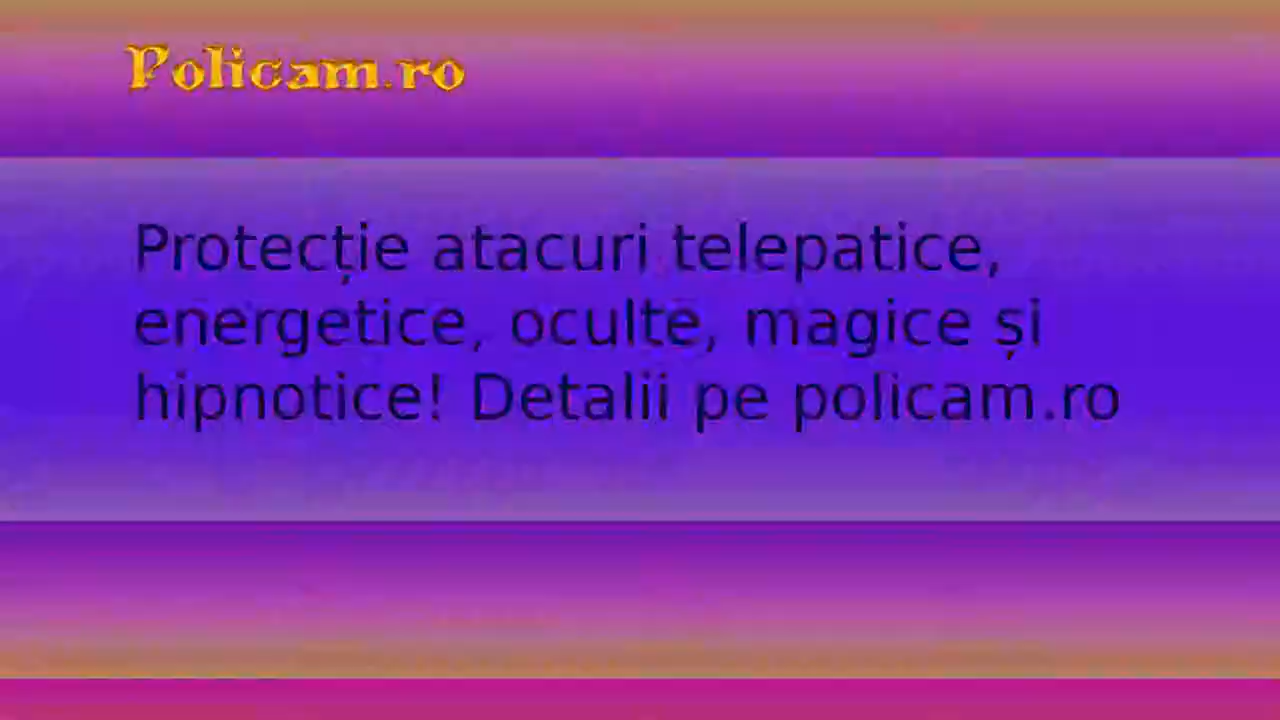 Policam.ro
Protecție atacuri telepatice,
energetice, oculte, magice și
hipnotice! Detalii pe policam.ro